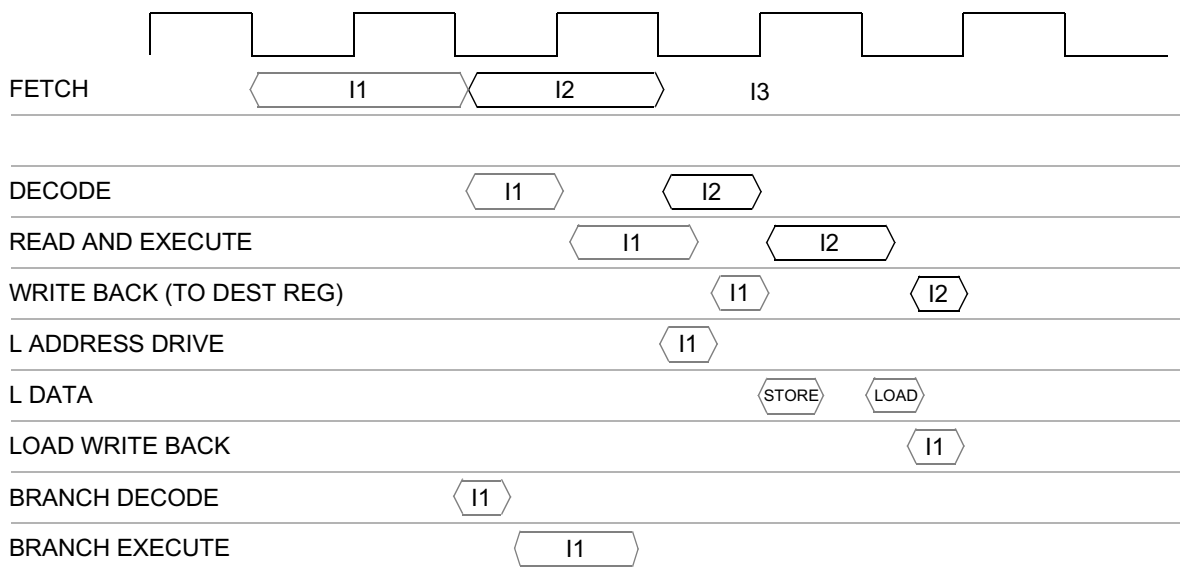 FETCH I1 I2 I3
DECODE I1 I2
READ AND EXECUTE I1 I2
WRITE BACK (TO DEST REG) I1 I2
L ADDRESS DRIVE I1
L DATA STORE LOAD
LOAD WRITE BACK I1
BRANCH DECODE I1
BRANCH EXECUTE I1